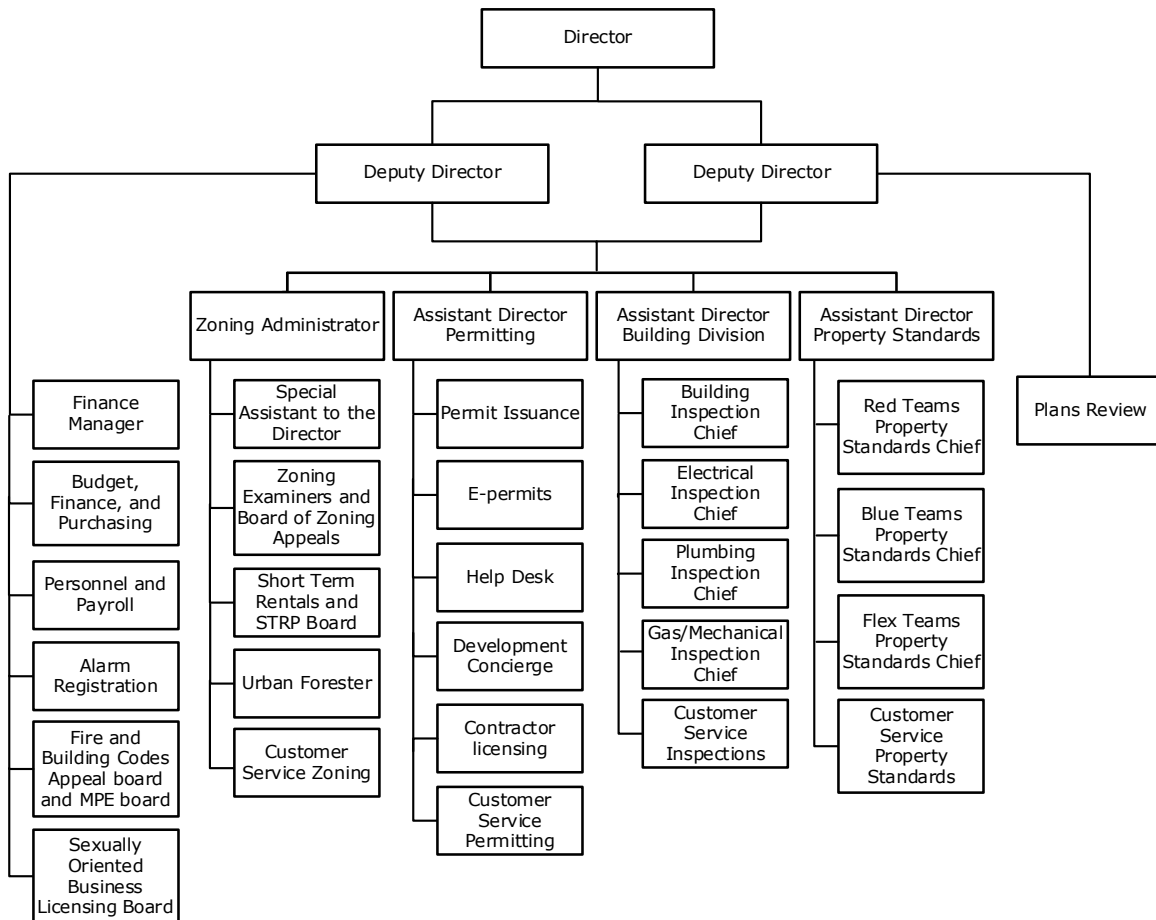 Director
Deputy Director
Deputy Director
Zoning Administrator
Assistant Director
Permitting
Assistant Director
Building Division
Assistant Director
Property Standards
Finance
Manager
Budget,
Finance, and
Purchasing
Personnel and
Payroll
Alarm
Registration
Fire and
Building Codes
Appeal board
and MPE board
Sexually
Oriented
Business
Licensing Board
Special
Assistant to the
Director
Zoning
Examiners and
Board of Zoning
Appeals
Short Term
Rentals and
STRP Board
Urban Forester
Customer
Service Zoning
Permit Issuance
E-permits
Help Desk
Development
Concierge
Contractor
licensing
Customer
Service
Permitting
Building
Inspection
Chief
Electrical
Inspection
Chief
Plumbing
Inspection
Chief
Gas/Mechanical
Inspection
Chief
Customer
Service
Inspections
Red Teams
Property
Standards Chief
Blue Teams
Property
Standards Chief
Flex Teams
Property
Standards Chief
Customer
Service
Property
Standards
Plans Review